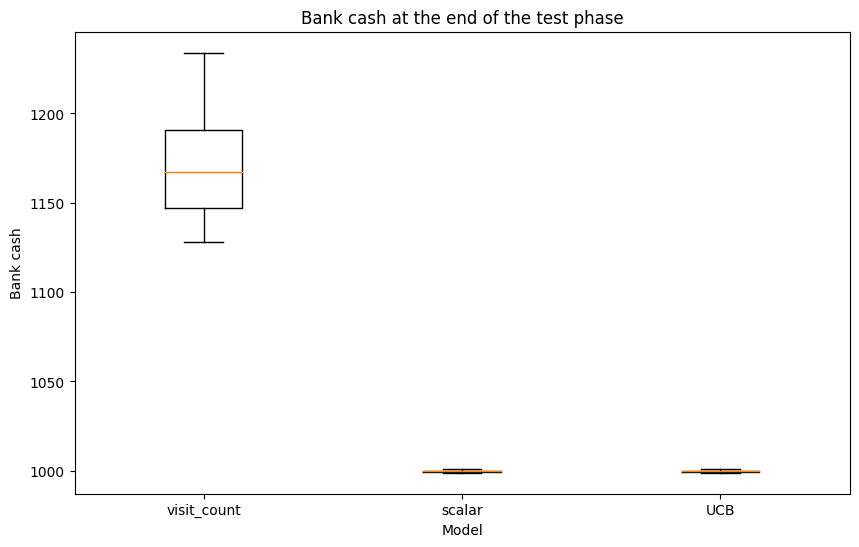 Bank cash at the end of the test phase
Bank cash
1200
1150
1100
1050
1000
visit_count
scalar
UCB
Model